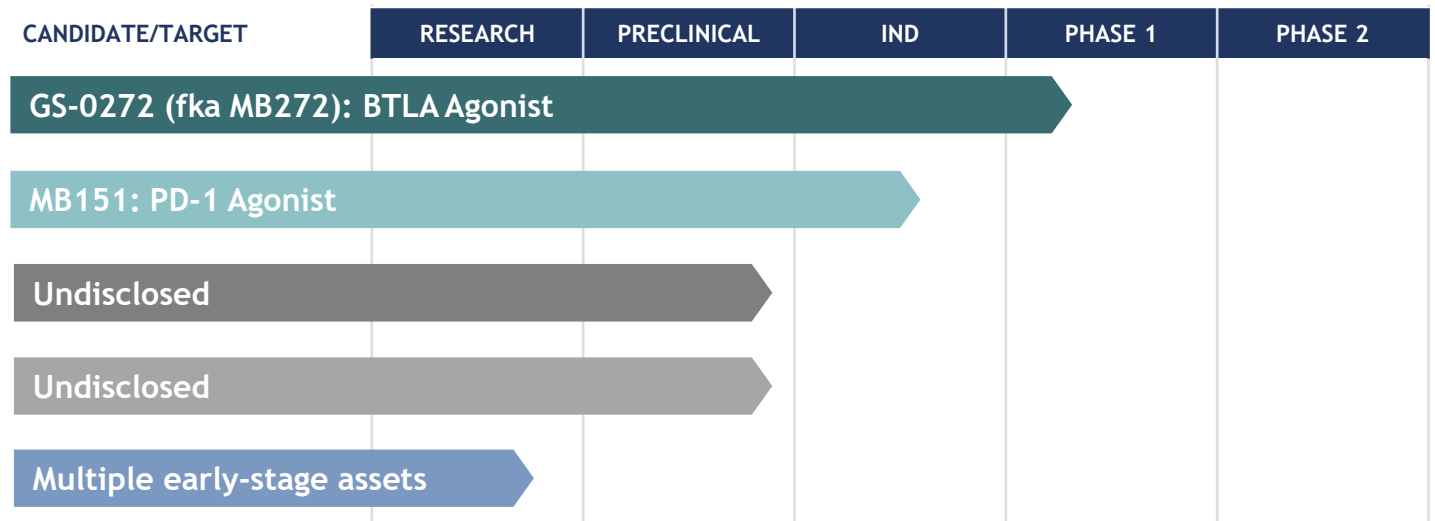 CANDIDATE/TARGET RESEARCH PRECLINICAL IND PHASE 1 PHASE 2
GS-0272 (fka MB272): BTLA Agonist
MB151: PD-1 Agonist
Undisclosed
Undisclosed
Multiple early-stage assets